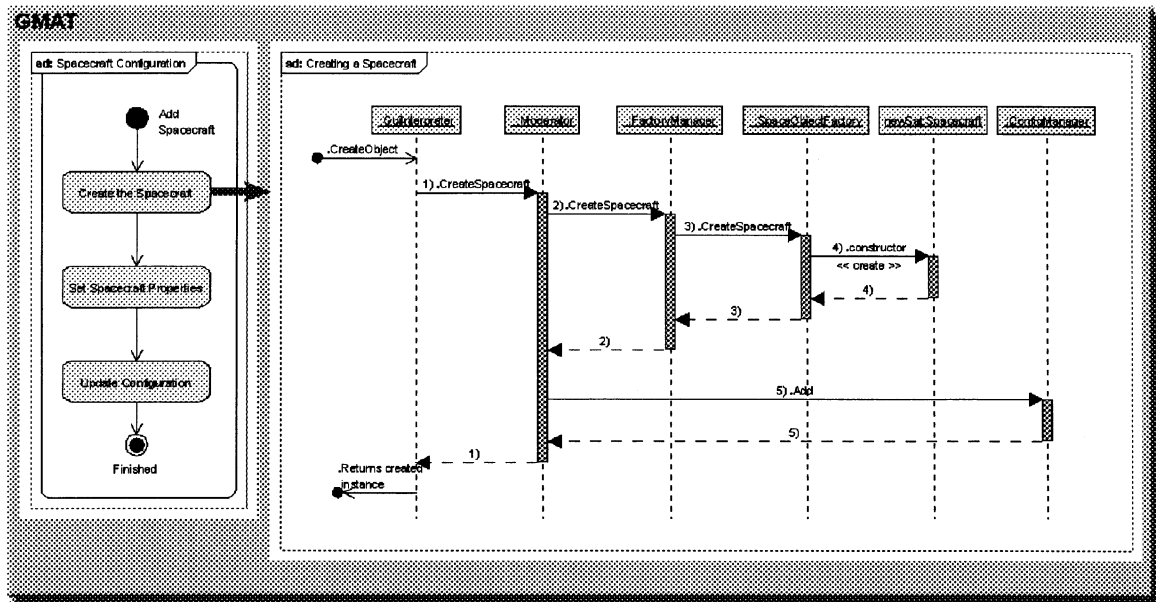 GMAT
ad: Spacecraft Configuration
Add
Spacecraft
Create the Spacecraft
Set Spacecraft Properties
Update Configuration
Finished
sd: Creating a Spacecraft
: GuiInterpreter
: Moderator
: FactoryManager
: SpaceObjectFactory
newSat:Spacecraft
: ConfigManager
.CreateObject
1) .CreateSpacecraft
2) .CreateSpacecraft
3) .CreateSpacecraft
4) .constructor
<< create >>
4)
3)
2)
5) .Add
5)
1)
.Returns created
instance